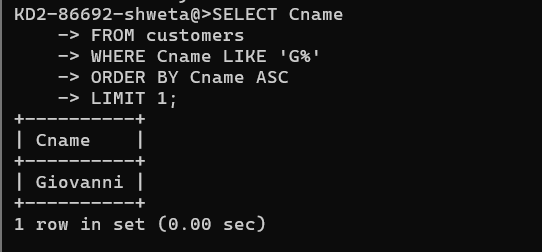 KD2-86692-shweta@>SELECT Cname
    -> FROM customers
    -> WHERE Cname LIKE 'G%'
    -> ORDER BY Cname ASC
    -> LIMIT 1;
+----------+
| Cname    |
+----------+
| Giovanni |
+----------+
1 row in set (0.00 sec)